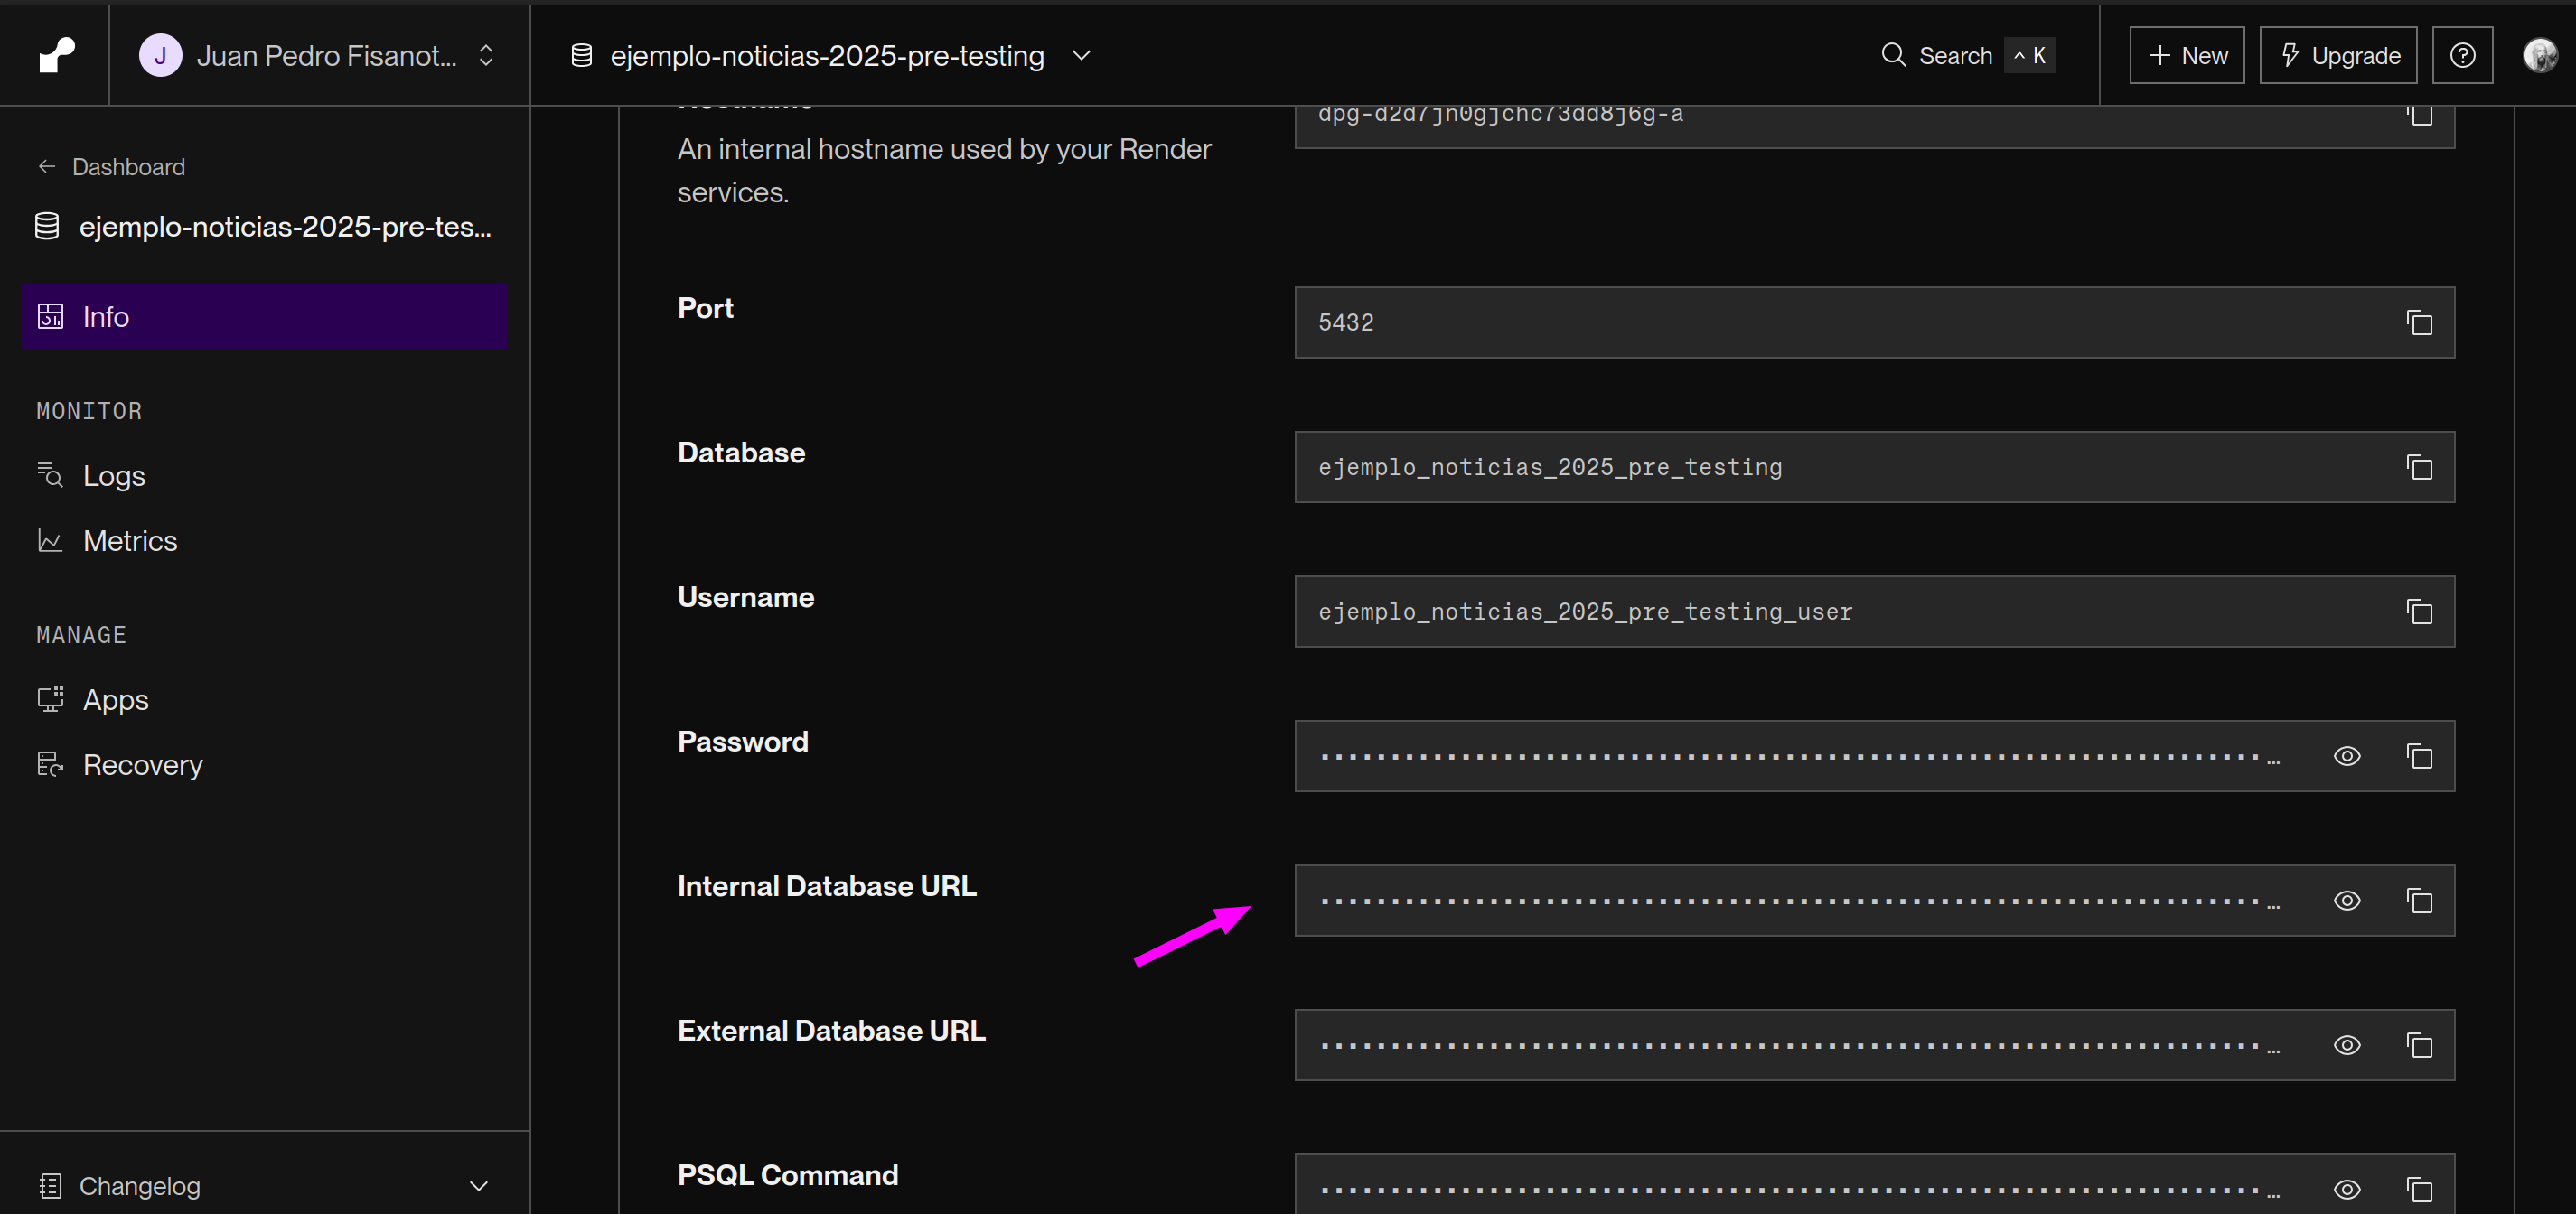 J Juan Pedro Fisanot...
ejemplo-noticias-2025-pre-testing
Search ^ K
+ New
Upgrade
Dashboard
ejemplo-noticias-2025-pre-tes...
Info
MONITOR
Logs
Metrics
MANAGE
Apps
Recovery
Changelog
Hostname
dpg-d2d7jn0gjchc73dd8j6g-a
An internal hostname used by your Render
services.
Port
5432
Database
ejemplo_noticias_2025_pre_testing
Username
ejemplo_noticias_2025_pre_testing_user
Password
Internal Database URL
External Database URL
PSQL Command